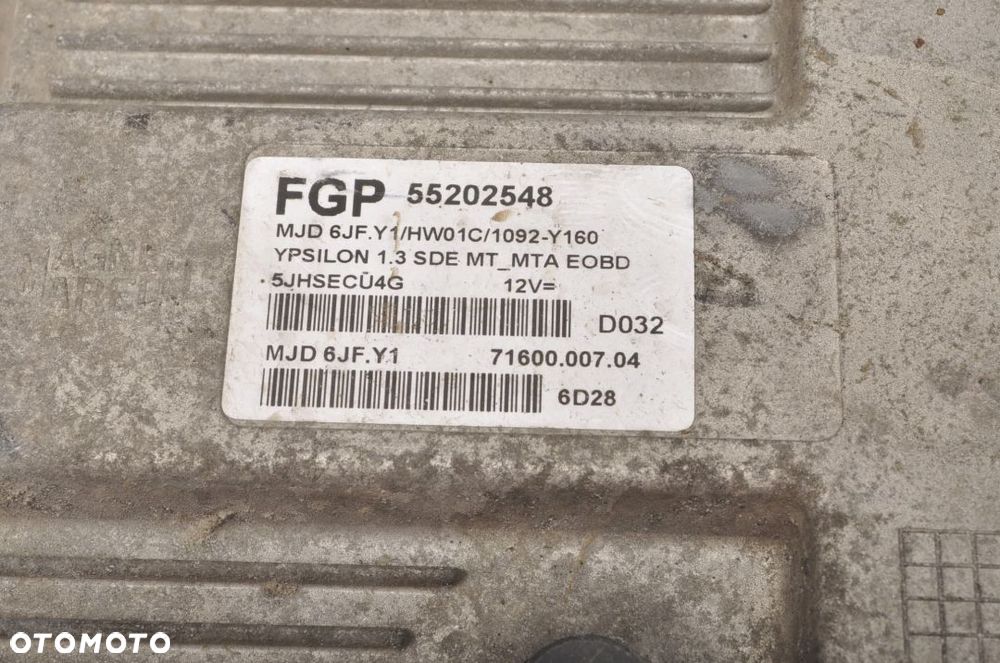 FGP 55202548
MJD 6JF.Y1/HW01C/1092-Y160
YPSILON 1.3 SDE MT_MTA EOBD
5JHSECU4G 12V=
D032
MJD 6JF.Y1 71600.007.04
6D28
OTOMOTO